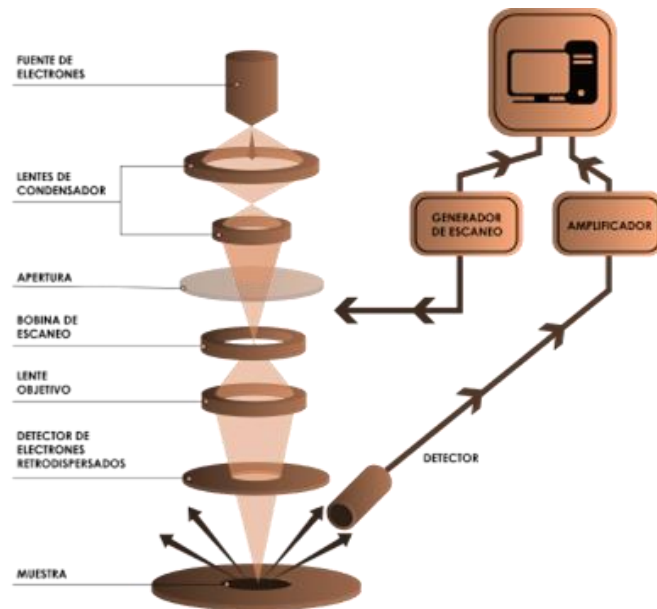 FUENTE DE
ELECTRONES
LENTES DE
CONDENSADOR
APERTURA
BOBINA DE
ESCANEO
LENTE
OBJETIVO
DETECTOR DE
ELECTRONES
RETRODISPERSADOS
MUESTRA
GENERADOR
DE ESCANEO
AMPLIFICADOR
DETECTOR